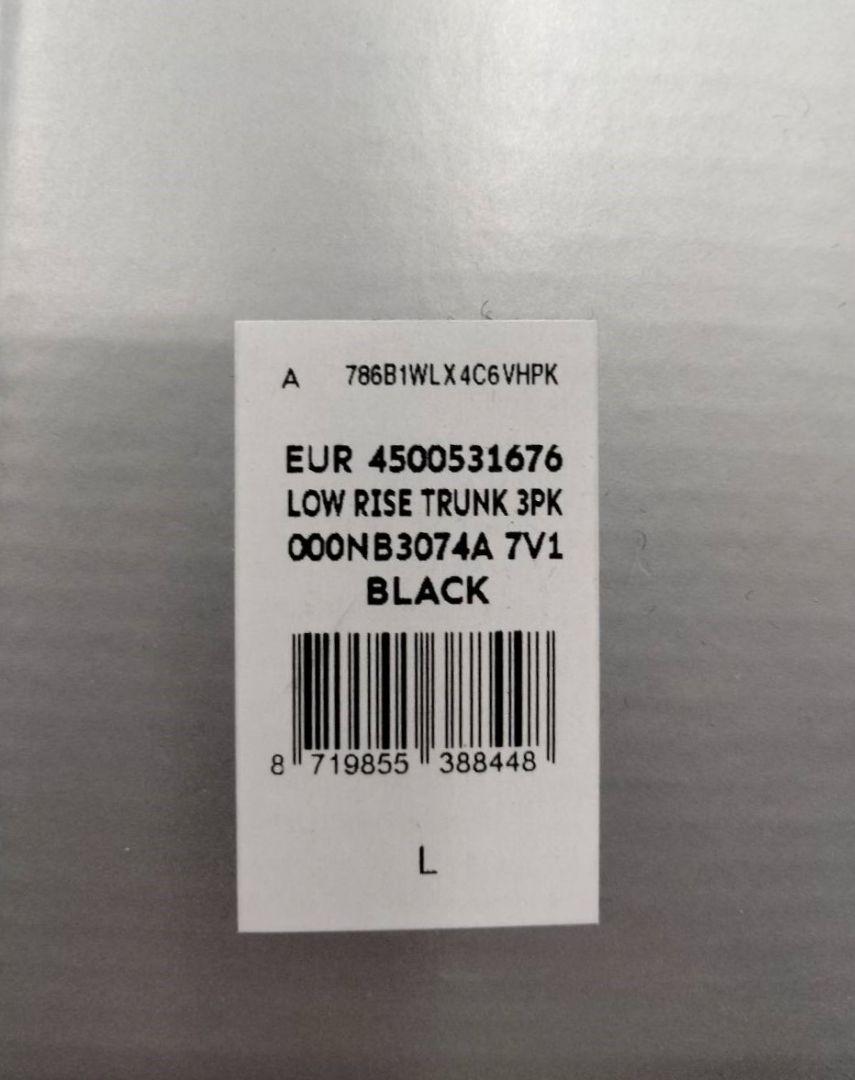 A 786B1WLX4C6VHPK
EUR 4500531676
LOW RISE TRUNK 3PK
000NB3074A 7V1
BLACK
8 719855 388448
L